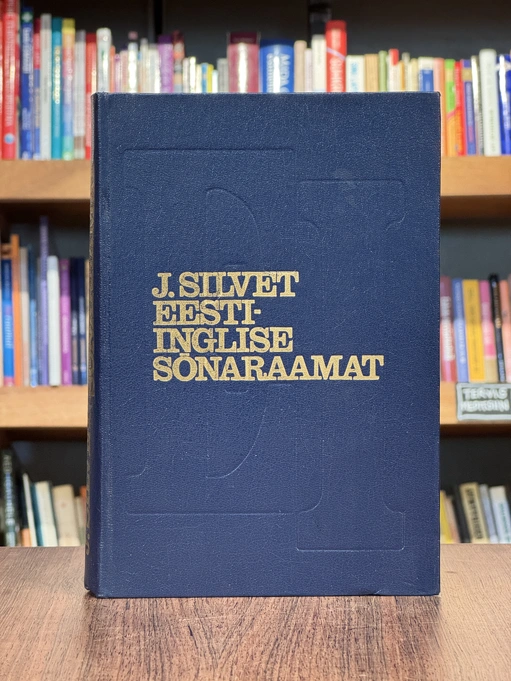 J. SILVET
EESTI-
INGLISE
SÕNARAAMAT